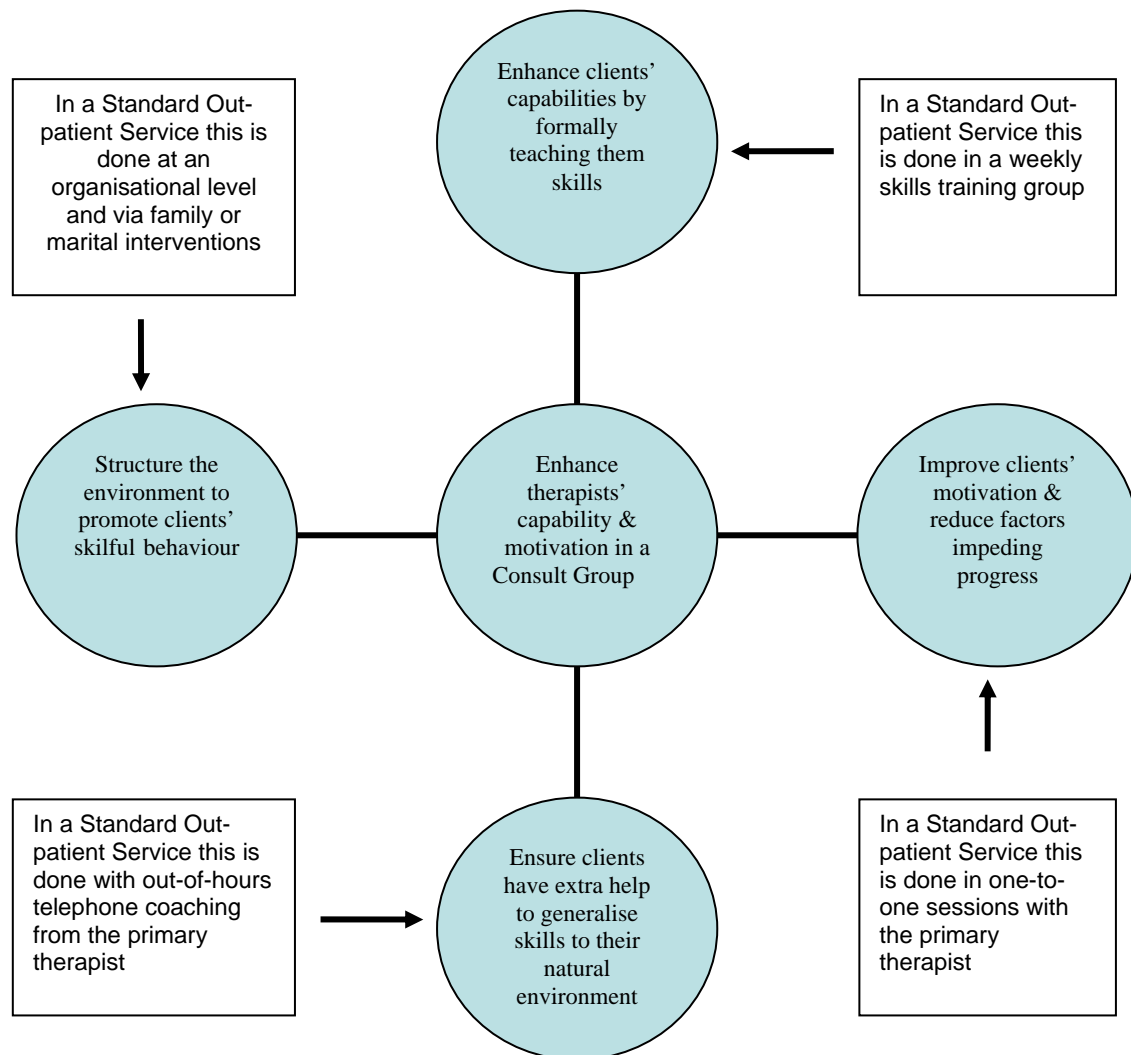 Enhance clients’
capabilities by
formally
teaching them
skills
In a Standard Out-
patient Service this is
done at an
organisational level
and via family or
marital interventions
In a Standard Out-
patient Service this
is done in a weekly
skills training group
Structure the
environment to
promote clients’
skilful behaviour
Enhance
therapists’
capability &
motivation in a
Consult Group
Improve clients’
motivation &
reduce factors
impeding
progress
In a Standard Out-
patient Service this is
done with out-of-hours
telephone coaching
from the primary
therapist
Ensure clients
have extra help
to generalise
skills to their
natural
environment
In a Standard Out-
patient Service this
is done in one-to-
one sessions with
the primary
therapist